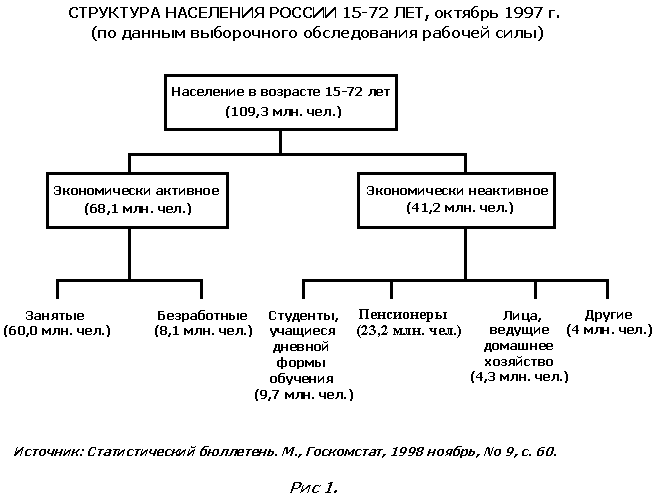 СТРУКТУРА НАСЕЛЕНИЯ РОССИИ 15-72 ЛЕТ, октябрь 1997 г.
(по данным выборочного обследования рабочей силы)
Население в возрасте 15-72 лет
(109,3 млн. чел.)
Экономически активное
(68,1 млн. чел.)
Экономически неактивное
(41,2 млн. чел.)
Занятые
(60,0 млн. чел.)
Безработные
(8,1 млн. чел.)
Студенты,
учащиеся
дневной
формы
обучения
(9,7 млн. чел.)
Пенсионеры
(23,2 млн. чел.)
Лица,
ведущие
домашнее
хозяйство
(4,3 млн. чел.)
Другие
(4 млн. чел.)
Источник: Статистический бюллетень. М., Госкомстат, 1998 ноябрь, No 9, с. 60.
Рис 1.